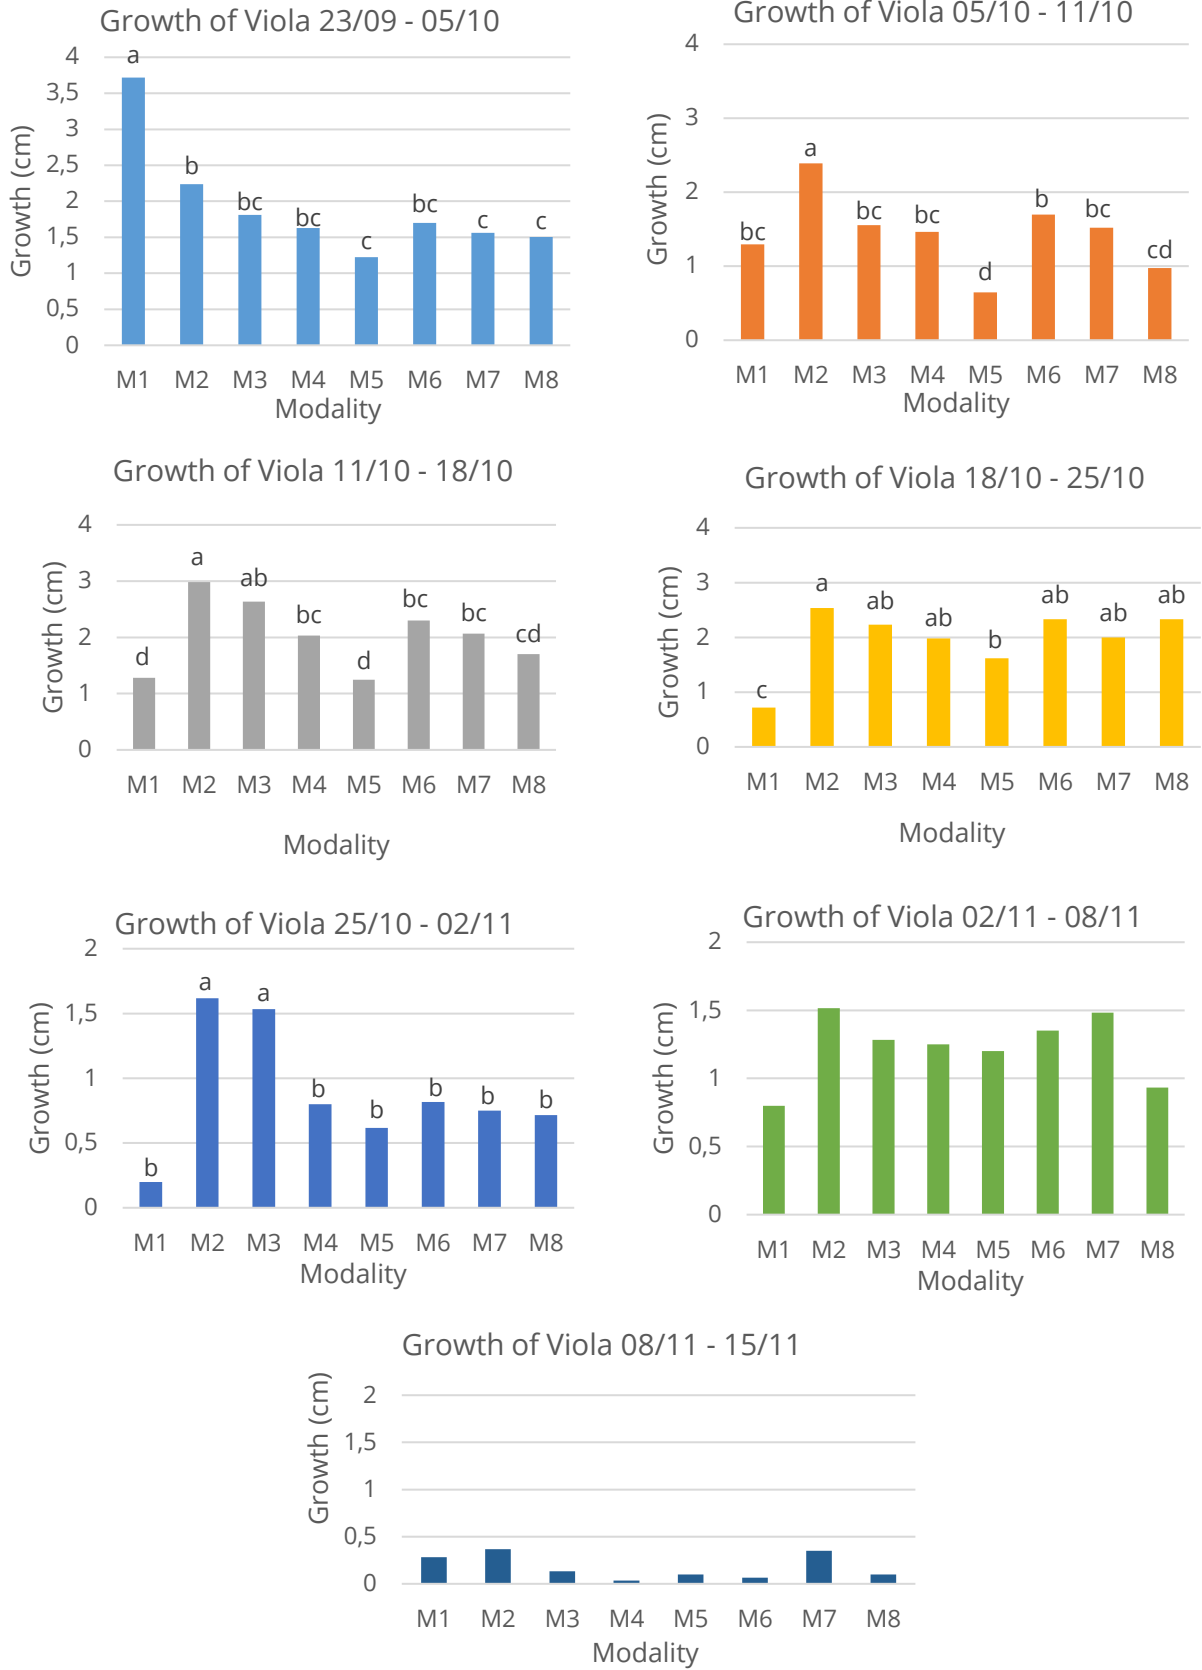 Growth of Viola 23/09 - 05/10
Growth (cm)
4
3,5
3
2,5
2
1,5
1
0,5
0
a
b
bc
bc
c
bc
c
c
M1 M2 M3 M4 M5 M6 M7 M8
Modality
Growth of Viola 05/10 - 11/10
Growth (cm)
4
3
2
1
0
bc
a
bc
bc
d
b
bc
cd
M1 M2 M3 M4 M5 M6 M7 M8
Modality
Growth of Viola 11/10 - 18/10
Growth (cm)
4
3
2
1
0
d
a
ab
bc
d
bc
bc
cd
M1 M2 M3 M4 M5 M6 M7 M8
Modality
Growth of Viola 18/10 - 25/10
Growth (cm)
4
3
2
1
0
c
a
ab
ab
b
ab
ab
ab
M1 M2 M3 M4 M5 M6 M7 M8
Modality
Growth of Viola 25/10 - 02/11
Growth (cm)
2
1,5
1
0,5
0
b
a
a
b
b
b
b
b
M1 M2 M3 M4 M5 M6 M7 M8
Modality
Growth of Viola 02/11 - 08/11
Growth (cm)
2
1,5
1
0,5
0
M1 M2 M3 M4 M5 M6 M7 M8
Modality
Growth of Viola 08/11 - 15/11
Growth (cm)
2
1,5
1
0,5
0
M1 M2 M3 M4 M5 M6 M7 M8
Modality